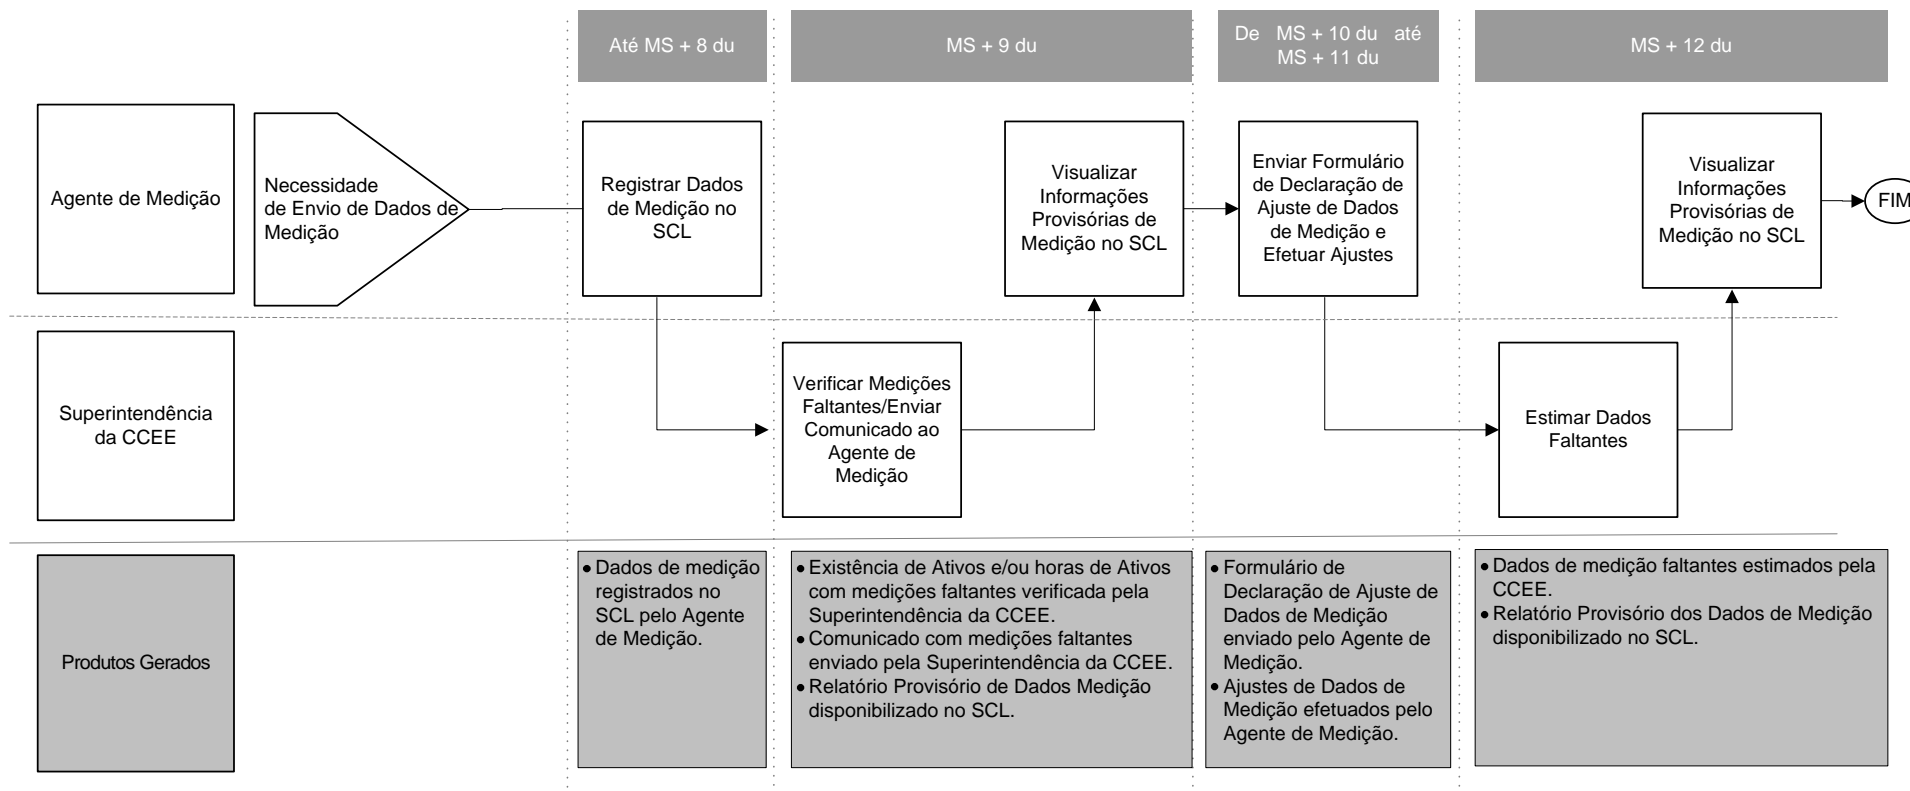 Até MS + 8 du
MS + 9 du
De MS + 10 du até
MS + 11 du
MS + 12 du
Agente de Medição
Necessidade
de Envio de Dados de
Medição
Registrar Dados
de Medição no
SCL
Visualizar
Informações
Provisórias de
Medição no SCL
Enviar Formulário
de Declaração de
Ajuste de Dados
de Medição e
Efetuar Ajustes
Visualizar
Informações
Provisórias de
Medição no SCL
FIM
Superintendência
da CCEE
Verificar Medições
Faltantes/Enviar
Comunicado ao
Agente de
Medição
Estimar Dados
Faltantes
Produtos Gerados
• Dados de medição
registrados no
SCL pelo Agente
de Medição.
• Existência de Ativos e/ou horas de Ativos
com medições faltantes verificada pela
Superintendência da CCEE.
• Comunicado com medições faltantes
enviado pela Superintendência da CCEE.
• Relatório Provisório de Dados Medição
disponibilizado no SCL.
• Formulário de
Declaração de Ajuste de
Dados de Medição
enviado pelo Agente de
Medição.
• Ajustes de Dados de
Medição efetuados pelo
Agente de Medição.
• Dados de medição faltantes estimados pela
CCEE.
• Relatório Provisório dos Dados de Medição
disponibilizado no SCL.